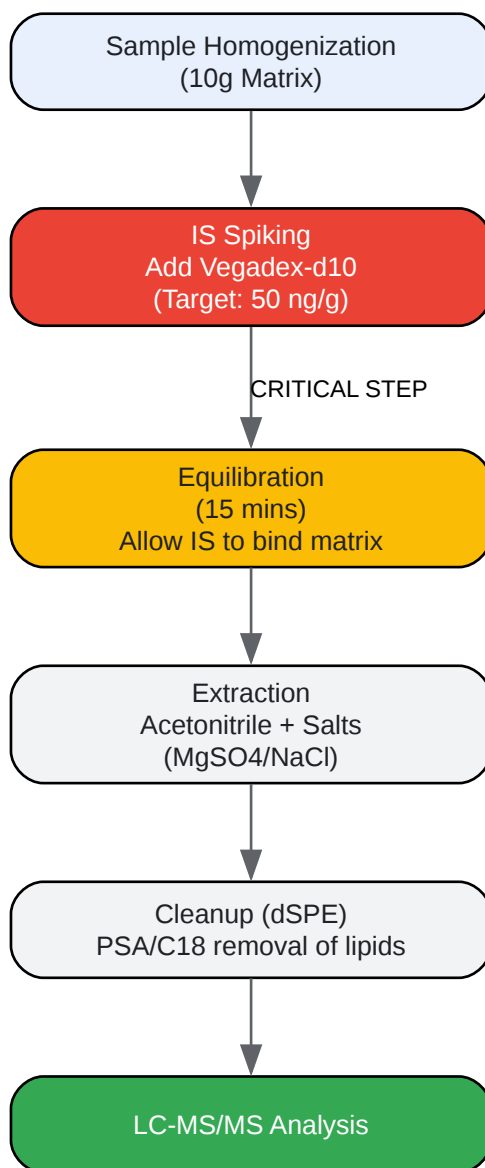 Sample Homogenization
(10g Matrix)
IS Spiking
Add Vegadex-d10
(Target: 50 ng/g)
CRITICAL STEP
Equilibration
(15 mins)
Allow IS to bind matrix
Extraction
Acetonitrile + Salts
(MgSO4/NaCl)
Cleanup (dSPE)
PSA/C18 removal of lipids
LC-MS/MS Analysis